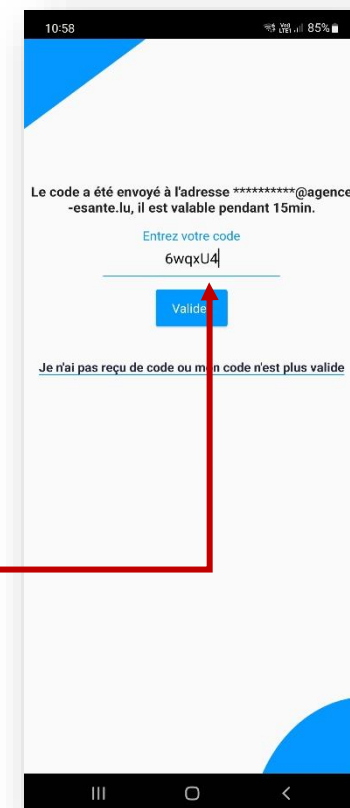 10:58
85%
Le code a été envoyé à l'adresse **********@agence
-esante.lu, il est valable pendant 15min.
Entrez votre code
6wqxU4
Valider
Je n'ai pas reçu de code ou mon code n'est plus valide